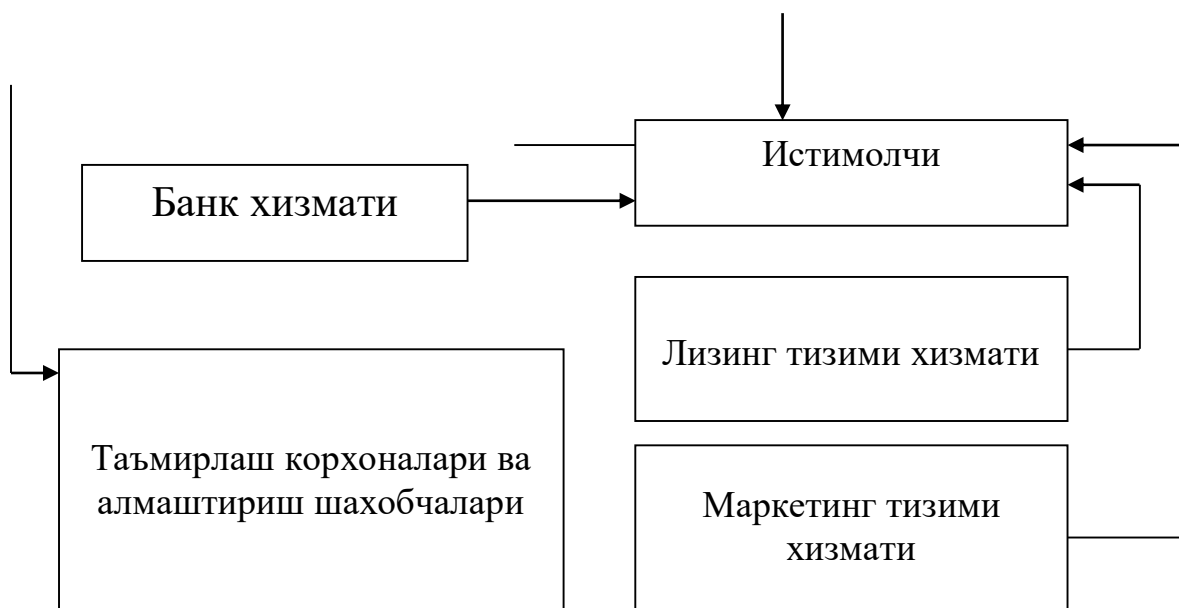 Истимолчи
Банк хизмати
Лизинг тизими хизмати
Таъмирлаш корхоналари ва
алмаштириш шахобчалари
Маркетинг тизими
хизмати